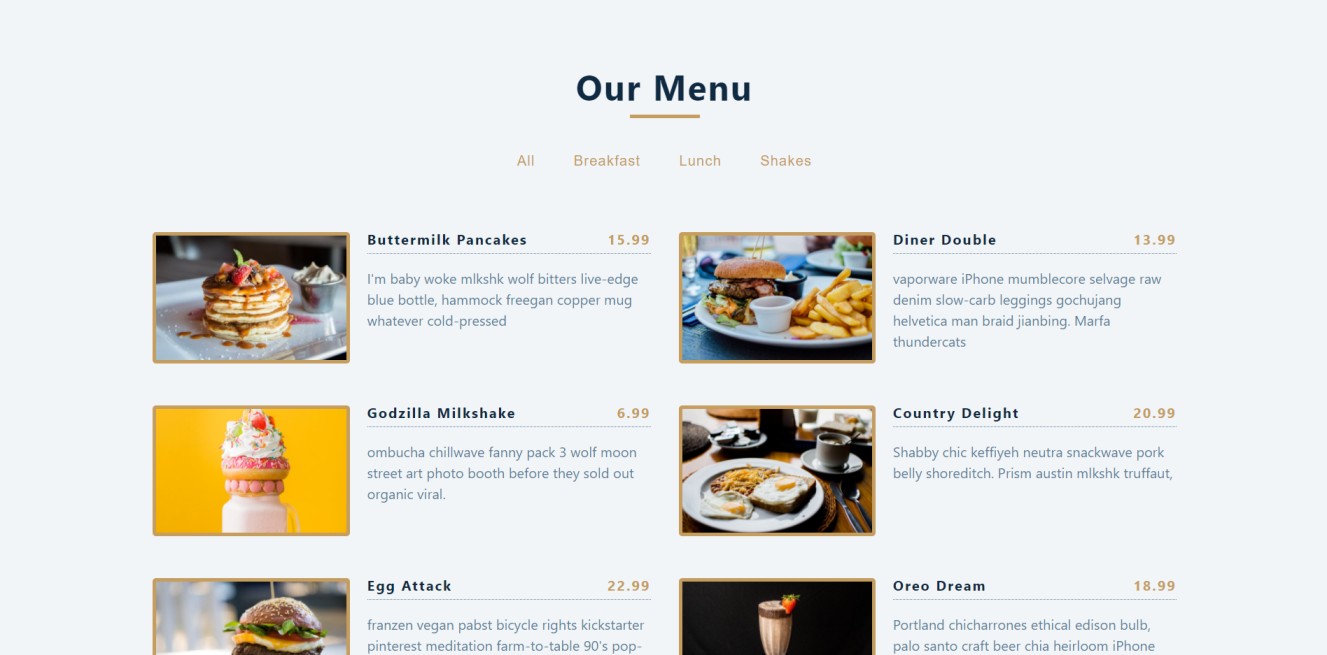 Our Menu
All Breakfast Lunch Shakes
Buttermilk Pancakes 15.99
I'm baby woke mlkshk wolf bitters live-edge
blue bottle, hammock freegan copper mug
whatever cold-pressed
Diner Double 13.99
vaporware iPhone mumblecore selvage raw
denim slow-carb leggings gochujang
helvetica man braid jianbing. Marfa
thundercats
Godzilla Milkshake 6.99
ombucha chillwave fanny pack 3 wolf moon
street art photo booth before they sold out
organic viral.
Country Delight 20.99
Shabby chic keffiyeh neutra snackwave pork
belly shoreditch. Prism austin mlkshk truffaut,
Egg Attack 22.99
franzen vegan pabst bicycle rights kickstarter
pinterest meditation farm-to-table 90's pop-
Oreo Dream 18.99
Portland chicharrones ethical edison bulb,
palo santo craft beer chia heirloom iPhone